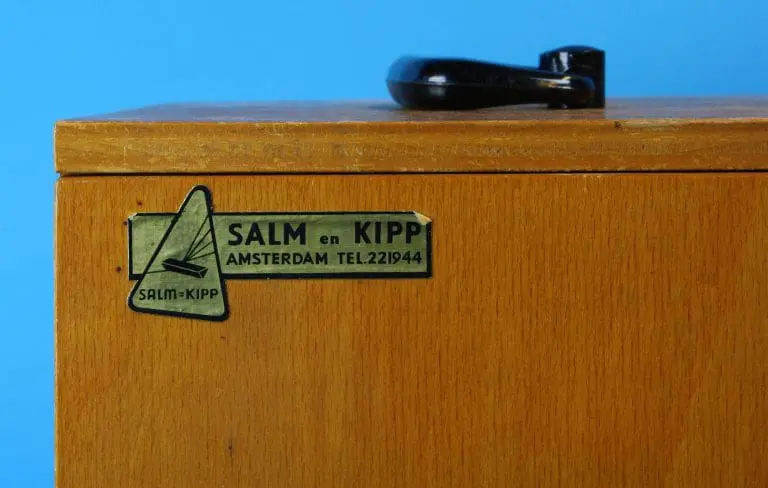 SALM en KIPP
AMSTERDAM TEL.221944
SALM=KIPP